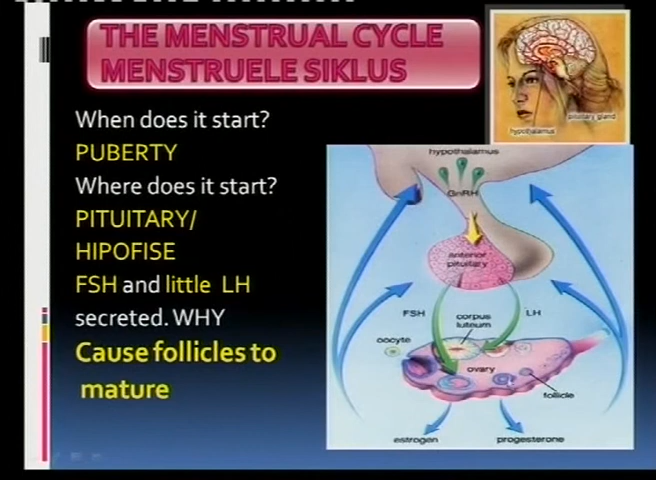 THE MENSTRUAL CYCLE
MENSTRUELE SIKLUS
When does it start?
PUBERTY
Where does it start?
PITUITARY/
HIPOFISE
FSH and little LH
secreted. WHY
Cause follicles to
mature
hypothalamus
pituitary gland
hypothalamus
GnRH
anterior
pituitary
FSH
corpus
luteum
LH
oocyte
ovary
follicle
estrogen
progesterone